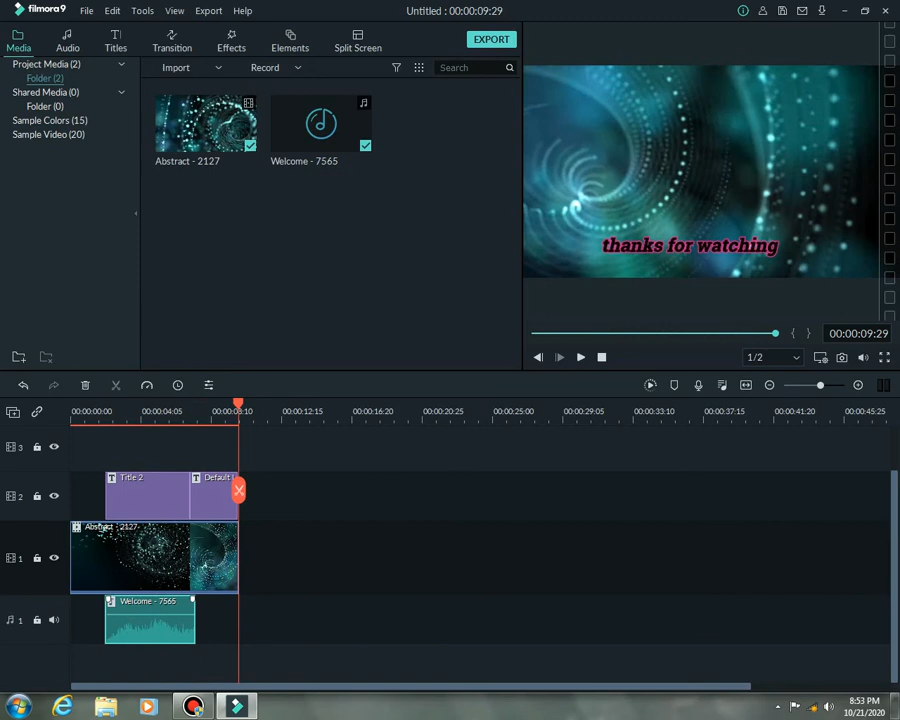 filmora9 File Edit Tools View Export Help Untitled : 00:00:09:29
Media Audio Titles Transition Effects Elements Split Screen EXPORT
Project Media (2)
Folder (2)
Shared Media (0)
Folder (0)
Sample Colors (15)
Sample Video (20)
Import Record Search
Abstract - 2127 Welcome - 7565
thanks for watching
00:00:09:29
1/2
00:00:00:00 00:00:04:05 00:00:08:10 00:00:12:15 00:00:16:20 00:00:20:25 00:00:25:00 00:00:29:05 00:00:33:10 00:00:37:15 00:00:41:20 00:00:45:25
3
2 T Title 2 T Default
1 Abstract - 2127
1 Welcome - 7565
8:53 PM
10/21/2020